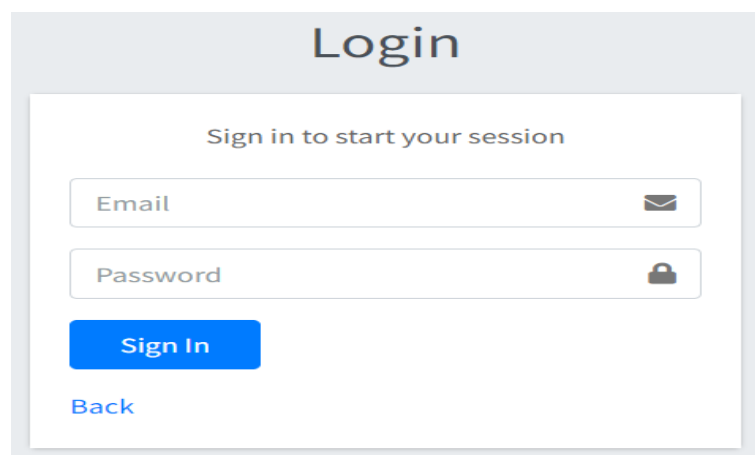 Login
Sign in to start your session
Email
Password
Sign In
Back